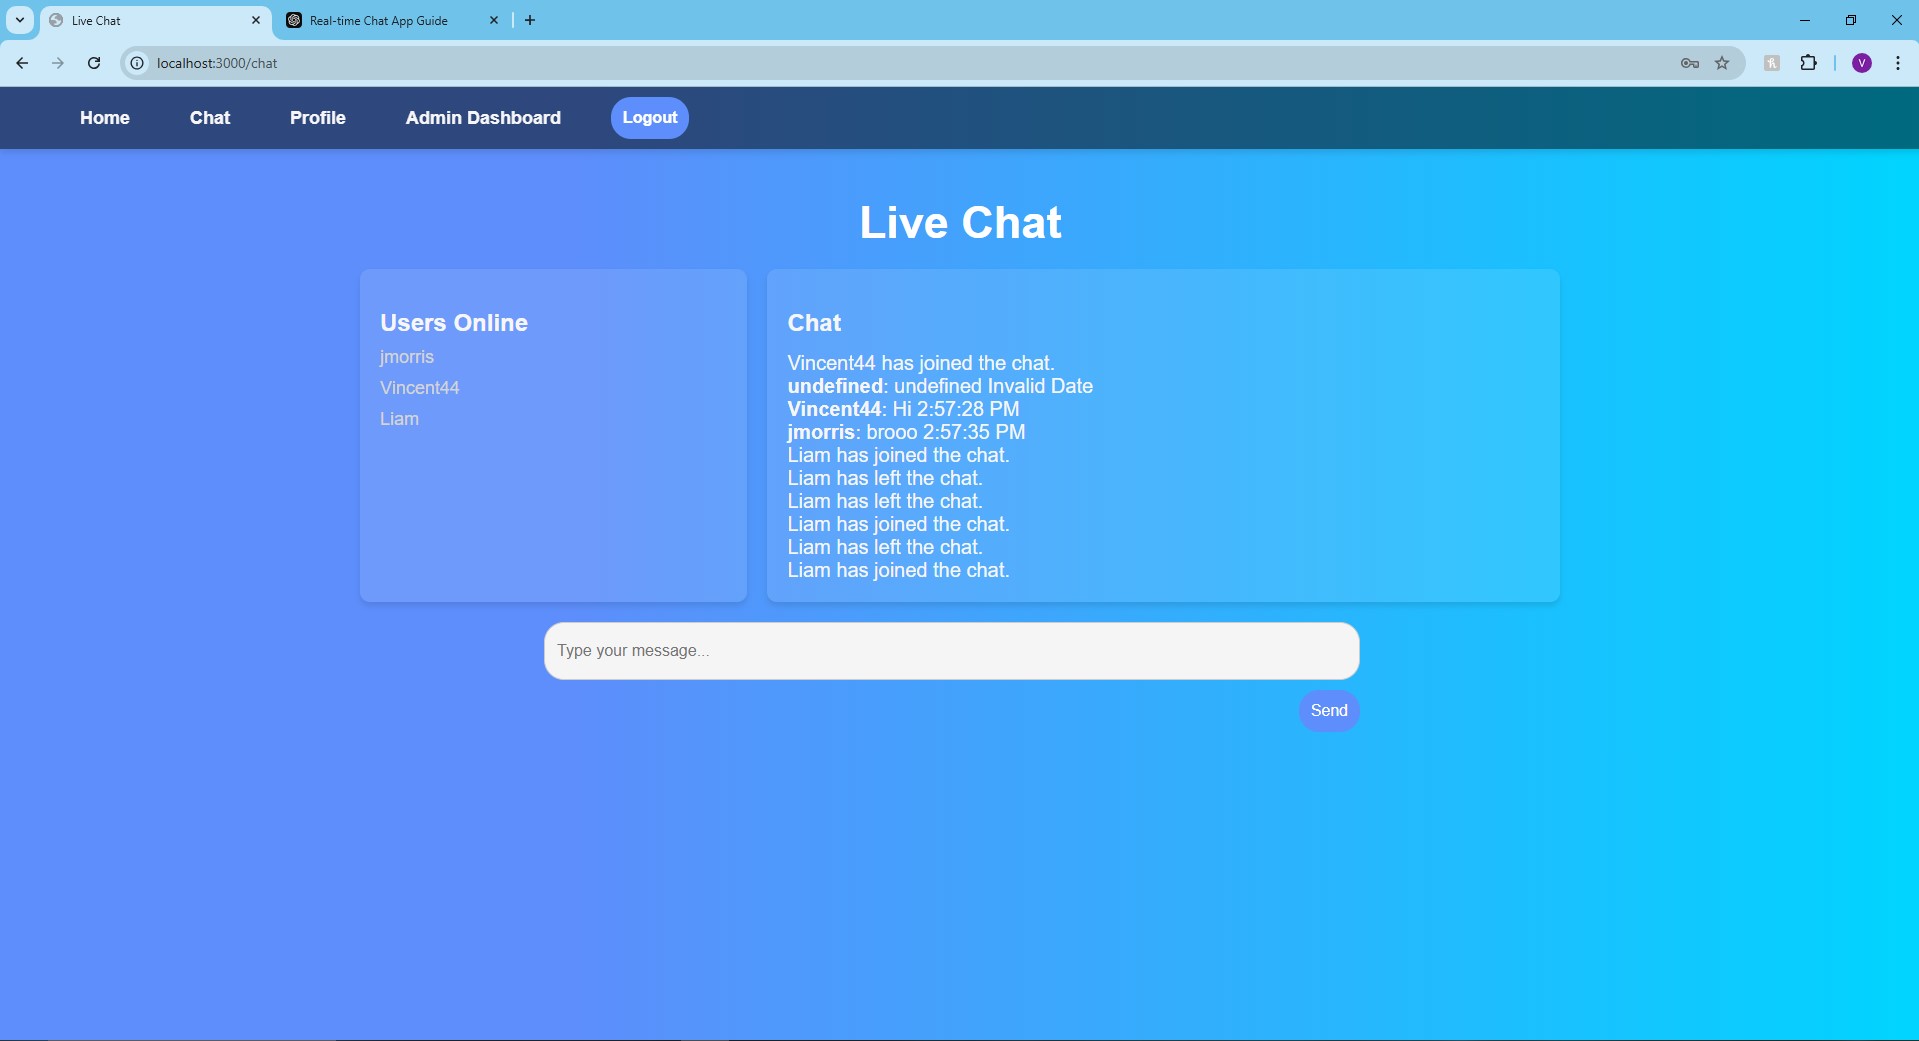 Live Chat
Real-time Chat App Guide
localhost:3000/chat
V
Home Chat Profile Admin Dashboard Logout
Live Chat
Users Online
jmorris
Vincent44
Liam
Chat
Vincent44 has joined the chat.
undefined: undefined Invalid Date
Vincent44: Hi 2:57:28 PM
jmorris: brooo 2:57:35 PM
Liam has joined the chat.
Liam has left the chat.
Liam has left the chat.
Liam has joined the chat.
Liam has left the chat.
Liam has joined the chat.
Type your message...
Send